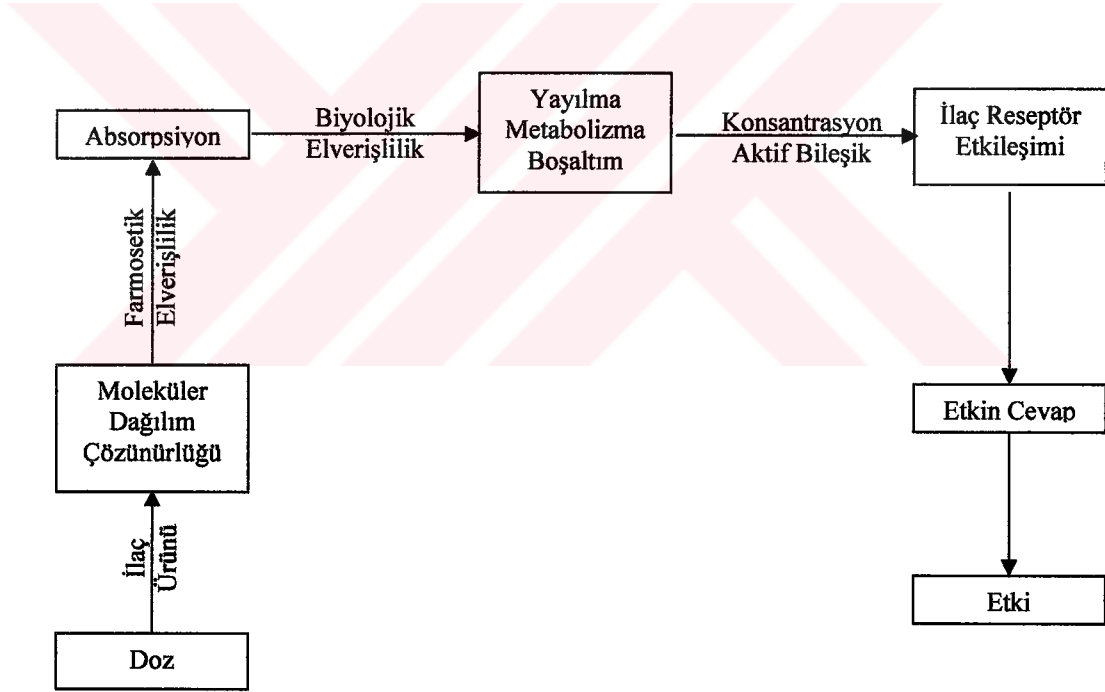 Absorpsiyon
Biyolojik
Elverişlilik
Yayılma
Metabolizma
Boşaltım
Konsantrasyon
Aktif Bileşik
İlaç Reseptör
Etkileşimi
Farmosetik
Elverişlilik
Moleküler
Dağılım
Çözünürlüğü
Etkin Cevap
İlaç
Ürünü
Etki
Doz